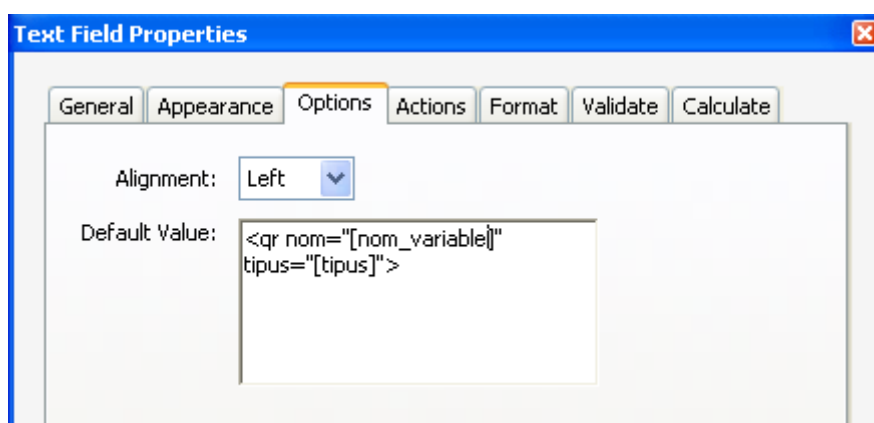 Text Field Properties
General Appearance Options Actions Format Validate Calculate
Alignment: Left
Default Value: <qr nom="[nom_variable]"
tipus="[tipus]">